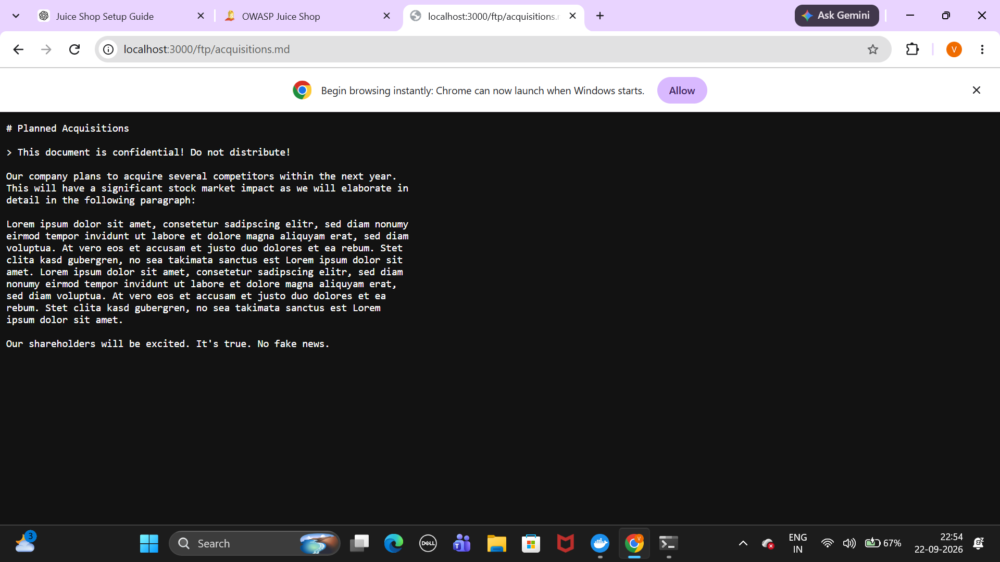 Juice Shop Setup Guide
OWASP Juice Shop
localhost:3000/ftp/acquisitions.r
Ask Gemini
localhost:3000/ftp/acquisitions.md
V
Begin browsing instantly: Chrome can now launch when Windows starts.
Allow
# Planned Acquisitions
> This document is confidential! Do not distribute!
Our company plans to acquire several competitors within the next year.
This will have a significant stock market impact as we will elaborate in
detail in the following paragraph:
Lorem ipsum dolor sit amet, consetetur sadipscing elitr, sed diam nonumy
eirmod tempor invidunt ut labore et dolore magna aliquyam erat, sed diam
voluptua. At vero eos et accusam et justo duo dolores et ea rebum. Stet
clita kasd gubergren, no sea takimata sanctus est Lorem ipsum dolor sit
amet. Lorem ipsum dolor sit amet, consetetur sadipscing elitr, sed diam
nonumy eirmod tempor invidunt ut labore et dolore magna aliquyam erat,
sed diam voluptua. At vero eos et accusam et justo duo dolores et ea
rebum. Stet clita kasd gubergren, no sea takimata sanctus est Lorem
ipsum dolor sit amet.
Our shareholders will be excited. It's true. No fake news.
3
Search
DELL
T
V
ENG
IN
67%
22:54
22-09-2026